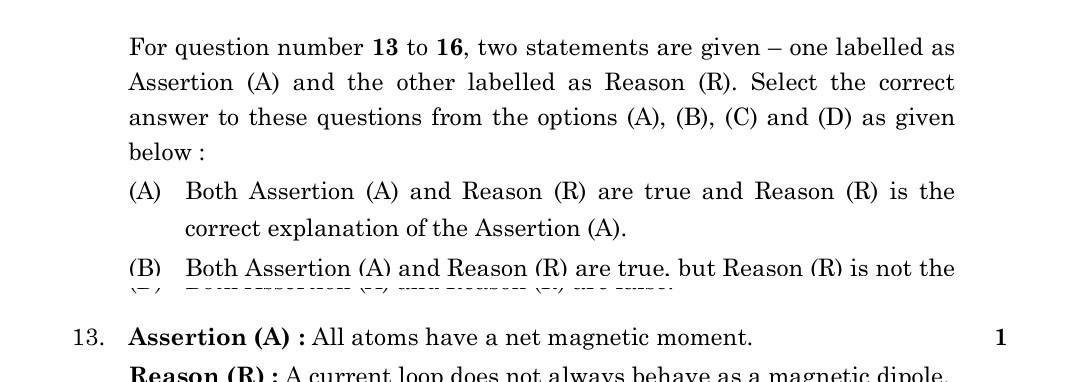 For question number 13 to 16, two statements are given – one labelled as
Assertion (A) and the other labelled as Reason (R). Select the correct
answer to these questions from the options (A), (B), (C) and (D) as given
below :
(A) Both Assertion (A) and Reason (R) are true and Reason (R) is the
correct explanation of the Assertion (A).
(B) Both Assertion (A) and Reason (R) are true, but Reason (R) is not the
13. Assertion (A) : All atoms have a net magnetic moment. 1
Reason (R) : A current loop does not always behave as a magnetic dipole.